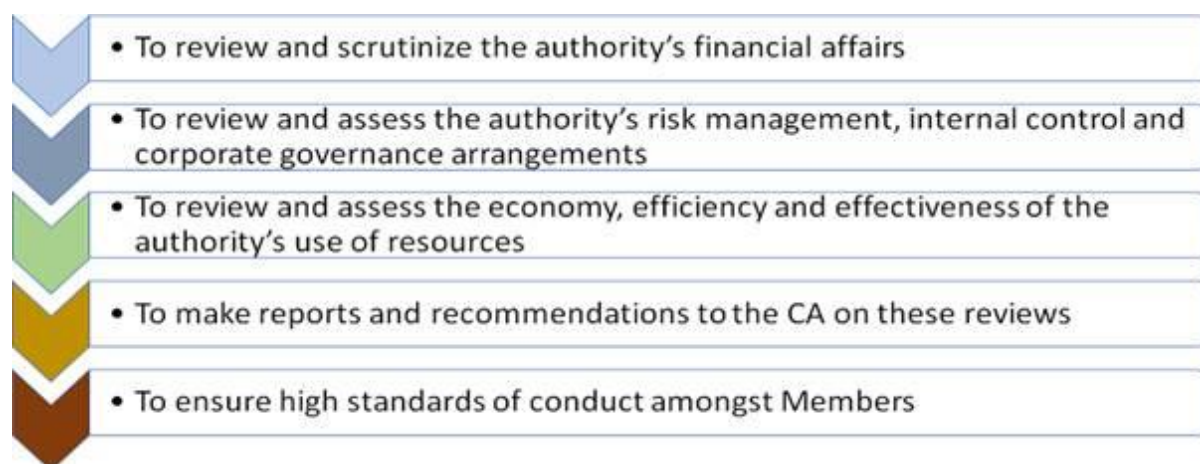 • To review and scrutinize the authority’s financial affairs
• To review and assess the authority’s risk management, internal control and
corporate governance arrangements
• To review and assess the economy, efficiency and effectiveness of the
authority’s use of resources
• To make reports and recommendations to the CA on these reviews
• To ensure high standards of conduct amongst Members